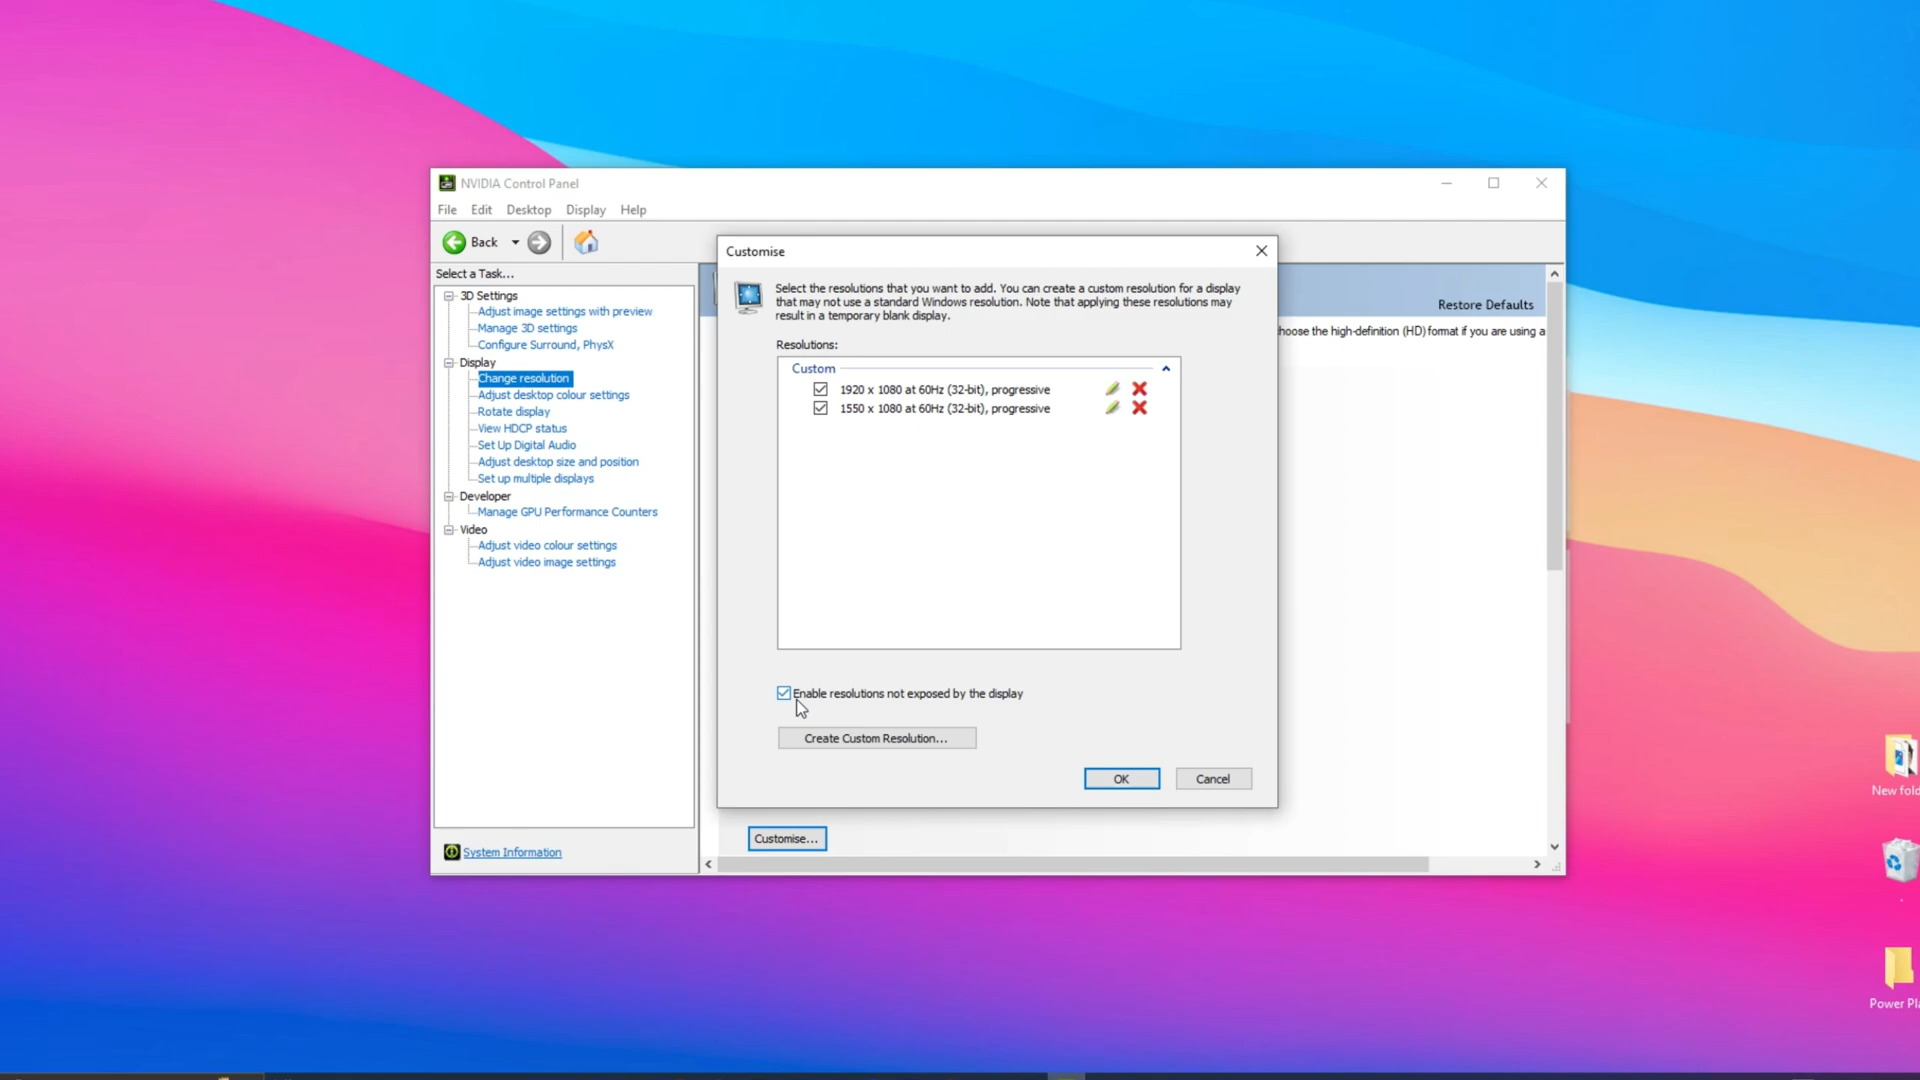 NVIDIA Control Panel
File Edit Desktop Display Help
Back
Select a Task...
3D Settings
Adjust image settings with preview
Manage 3D settings
Configure Surround, PhysX
Display
Change resolution
Adjust desktop colour settings
Rotate display
View HDCP status
Set Up Digital Audio
Adjust desktop size and position
Set up multiple displays
Developer
Manage GPU Performance Counters
Video
Adjust video colour settings
Adjust video image settings
System Information
Customise
Select the resolutions that you want to add. You can create a custom resolution for a display
that may not use a standard Windows resolution. Note that applying these resolutions may
result in a temporary blank display.
Resolutions:
Custom
1920 x 1080 at 60Hz (32-bit), progressive
1550 x 1080 at 60Hz (32-bit), progressive
Enable resolutions not exposed by the display
Create Custom Resolution...
OK Cancel
Restore Defaults
hoose the high-definition (HD) format if you are using a
Customise...
New fold
Power Pla